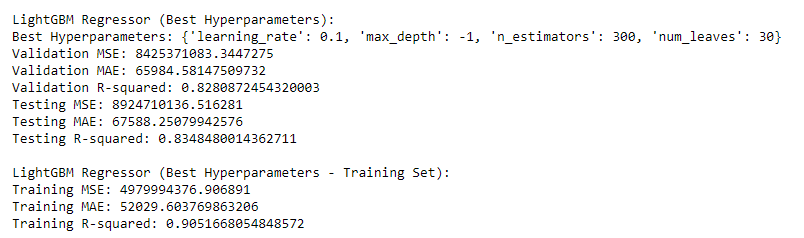 LightGBM Regressor (Best Hyperparameters):
Best Hyperparameters: {'learning_rate': 0.1, 'max_depth': -1, 'n_estimators': 300, 'num_leaves': 30}
Validation MSE: 8425371083.3447275
Validation MAE: 65984.58147509732
Validation R-squared: 0.8280872454320003
Testing MSE: 8924710136.516281
Testing MAE: 67588.25079942576
Testing R-squared: 0.8348480014362711
LightGBM Regressor (Best Hyperparameters - Training Set):
Training MSE: 4979994376.906891
Training MAE: 52029.603769863206
Training R-squared: 0.9051668054848572